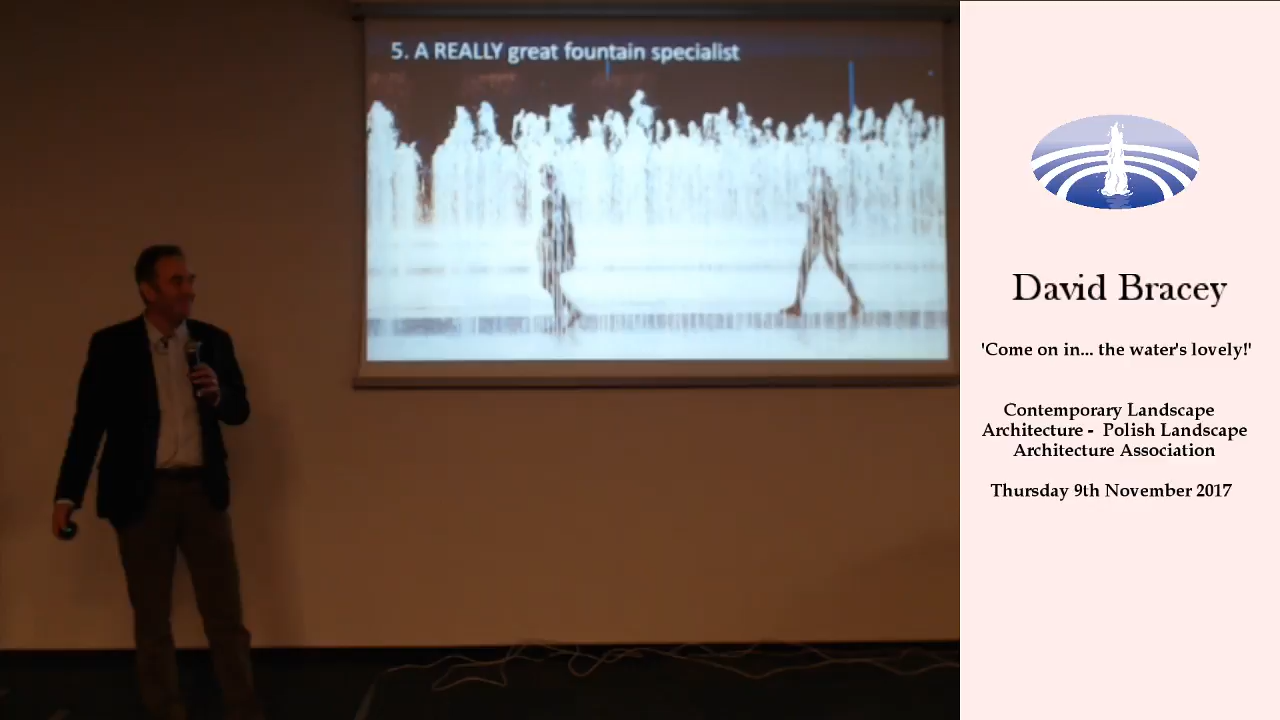 5. A REALLY great fountain specialist
David Bracey
'Come on in... the water's lovely!'
Contemporary Landscape
Architecture - Polish Landscape
Architecture Association
Thursday 9th November 2017